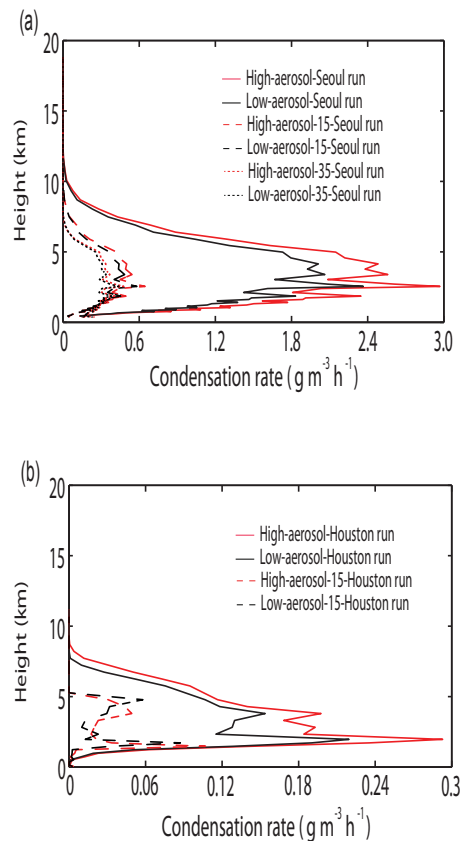 (a)
20
15
10
5
0
Height (km)
High-aerosol-Seoul run
Low-aerosol-Seoul run
High-aerosol-15-Seoul run
Low-aerosol-15-Seoul run
High-aerosol-35-Seoul run
Low-aerosol-35-Seoul run
0 0.6 1.2 1.8 2.4 3.0
Condensation rate ( g m⁻³ h⁻¹)
(b)
20
15
10
5
0
Height (km)
High-aerosol-Houston run
Low-aerosol-Houston run
High-aerosol-15-Houston run
Low-aerosol-15-Houston run
0 0.06 0.12 0.18 0.24 0.3
Condensation rate ( g m⁻³ h⁻¹)